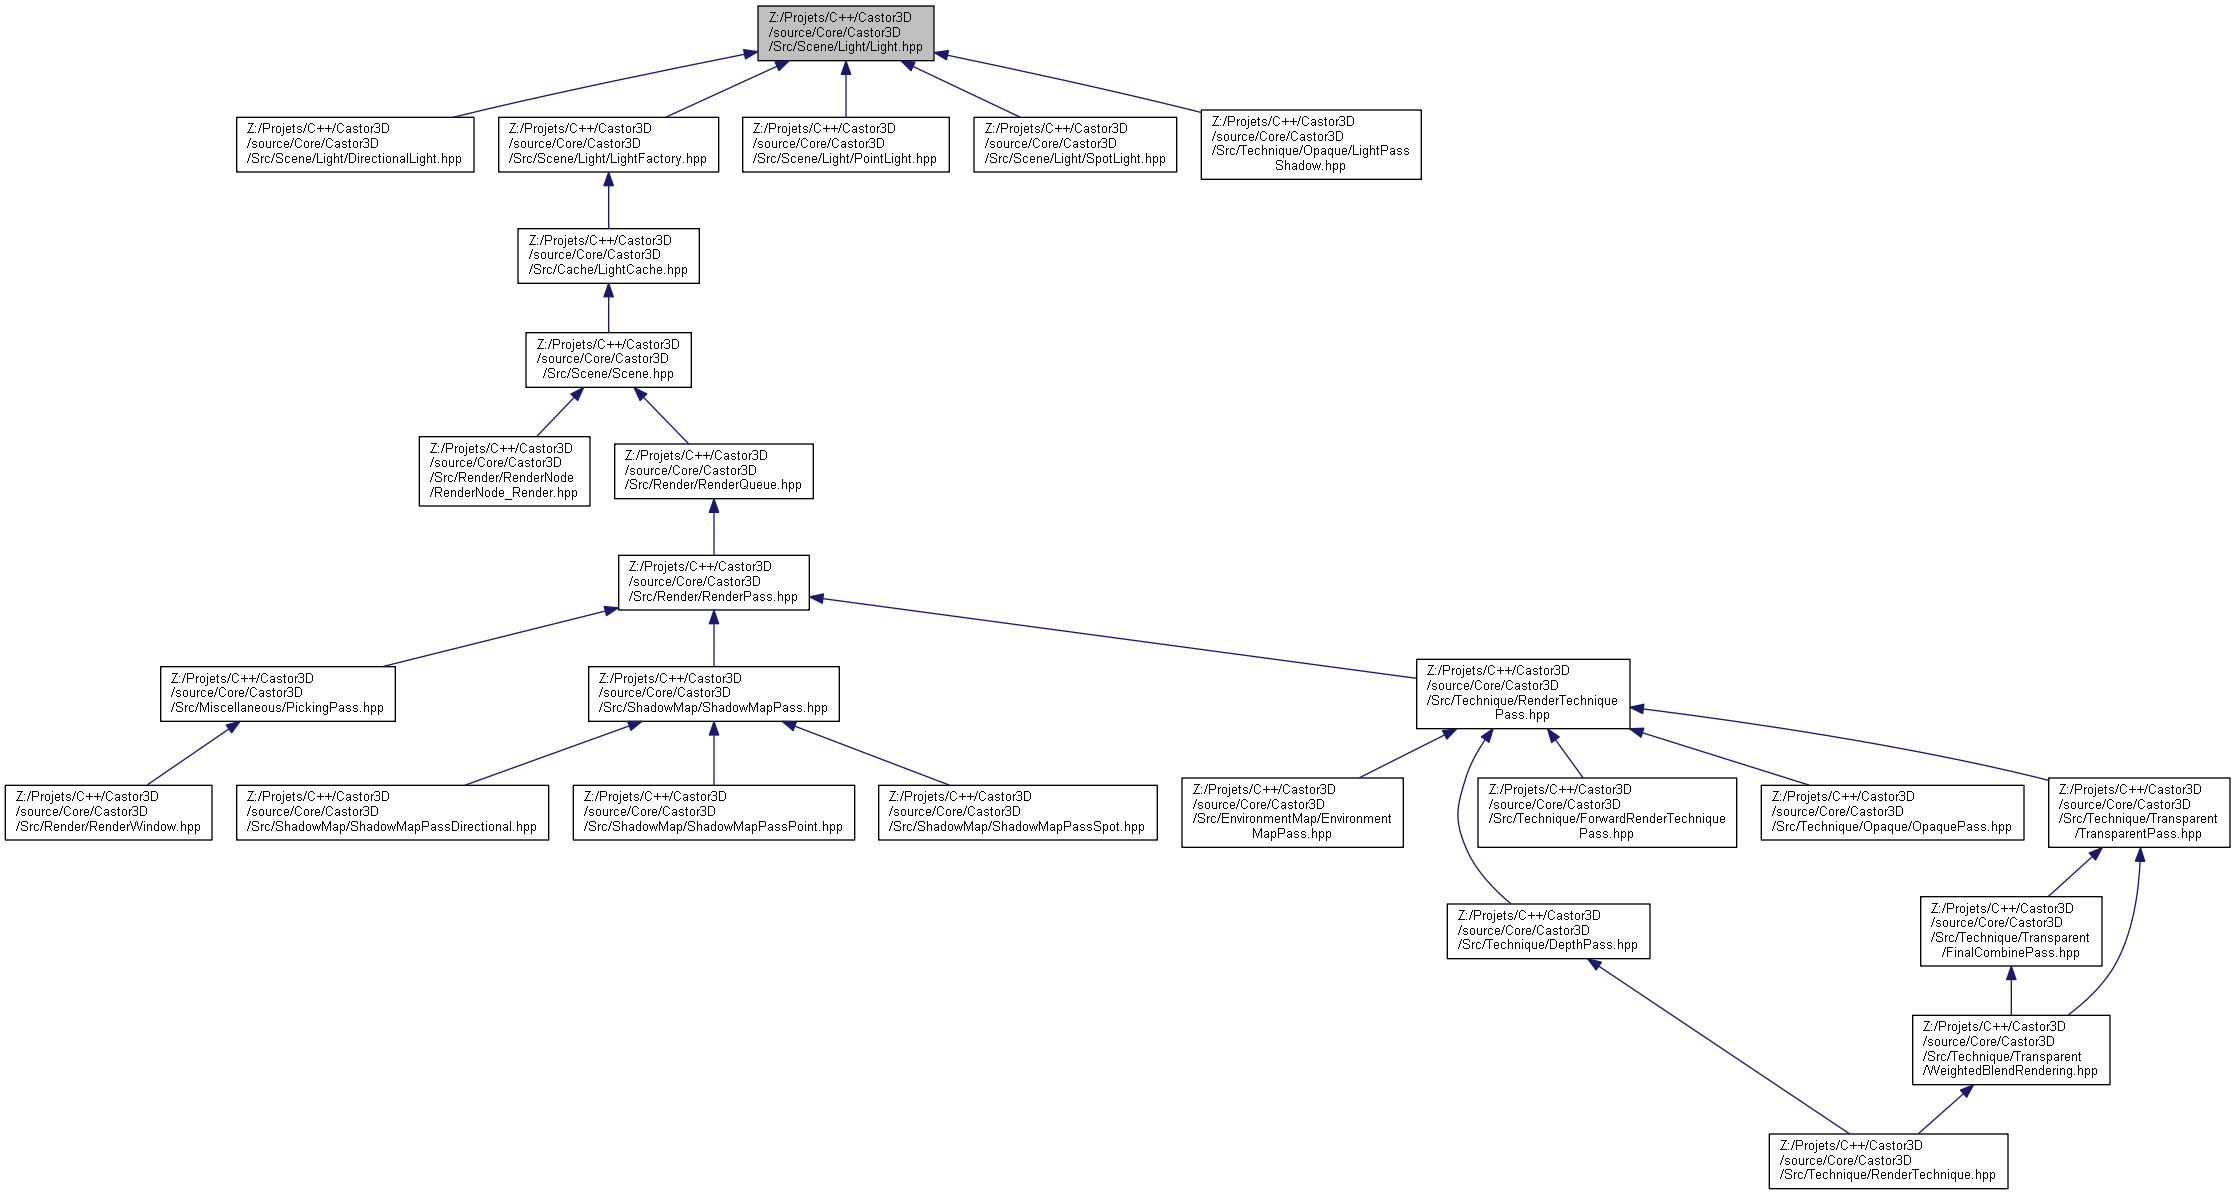 Z:/Projets/C++/Castor3D
/source/Core/Castor3D
/Src/Scene/Light/Light.hpp
Z:/Projets/C++/Castor3D
/source/Core/Castor3D
/Src/Scene/Light/DirectionalLight.hpp
Z:/Projets/C++/Castor3D
/source/Core/Castor3D
/Src/Scene/Light/LightFactory.hpp
Z:/Projets/C++/Castor3D
/source/Core/Castor3D
/Src/Scene/Light/PointLight.hpp
Z:/Projets/C++/Castor3D
/source/Core/Castor3D
/Src/Scene/Light/SpotLight.hpp
Z:/Projets/C++/Castor3D
/source/Core/Castor3D
/Src/Technique/Opaque/LightPass
Shadow.hpp
Z:/Projets/C++/Castor3D
/source/Core/Castor3D
/Src/Cache/LightCache.hpp
Z:/Projets/C++/Castor3D
/source/Core/Castor3D
/Src/Scene/Scene.hpp
Z:/Projets/C++/Castor3D
/source/Core/Castor3D
/Src/Render/RenderNode
/RenderNode_Render.hpp
Z:/Projets/C++/Castor3D
/source/Core/Castor3D
/Src/Render/RenderQueue.hpp
Z:/Projets/C++/Castor3D
/source/Core/Castor3D
/Src/Render/RenderPass.hpp
Z:/Projets/C++/Castor3D
/source/Core/Castor3D
/Src/Miscellaneous/PickingPass.hpp
Z:/Projets/C++/Castor3D
/source/Core/Castor3D
/Src/ShadowMap/ShadowMapPass.hpp
Z:/Projets/C++/Castor3D
/source/Core/Castor3D
/Src/Technique/RenderTechnique
Pass.hpp
Z:/Projets/C++/Castor3D
/source/Core/Castor3D
/Src/Render/RenderWindow.hpp
Z:/Projets/C++/Castor3D
/source/Core/Castor3D
/Src/ShadowMap/ShadowMapPassDirectional.hpp
Z:/Projets/C++/Castor3D
/source/Core/Castor3D
/Src/ShadowMap/ShadowMapPassPoint.hpp
Z:/Projets/C++/Castor3D
/source/Core/Castor3D
/Src/ShadowMap/ShadowMapPassSpot.hpp
Z:/Projets/C++/Castor3D
/source/Core/Castor3D
/Src/EnvironmentMap/Environment
MapPass.hpp
Z:/Projets/C++/Castor3D
/source/Core/Castor3D
/Src/Technique/ForwardRenderTechnique
Pass.hpp
Z:/Projets/C++/Castor3D
/source/Core/Castor3D
/Src/Technique/Opaque/OpaquePass.hpp
Z:/Projets/C++/Castor3D
/source/Core/Castor3D
/Src/Technique/Transparent
/TransparentPass.hpp
Z:/Projets/C++/Castor3D
/source/Core/Castor3D
/Src/Technique/DepthPass.hpp
Z:/Projets/C++/Castor3D
/source/Core/Castor3D
/Src/Technique/Transparent
/FinalCombinePass.hpp
Z:/Projets/C++/Castor3D
/source/Core/Castor3D
/Src/Technique/Transparent
/WeightedBlendRendering.hpp
Z:/Projets/C++/Castor3D
/source/Core/Castor3D
/Src/Technique/RenderTechnique.hpp